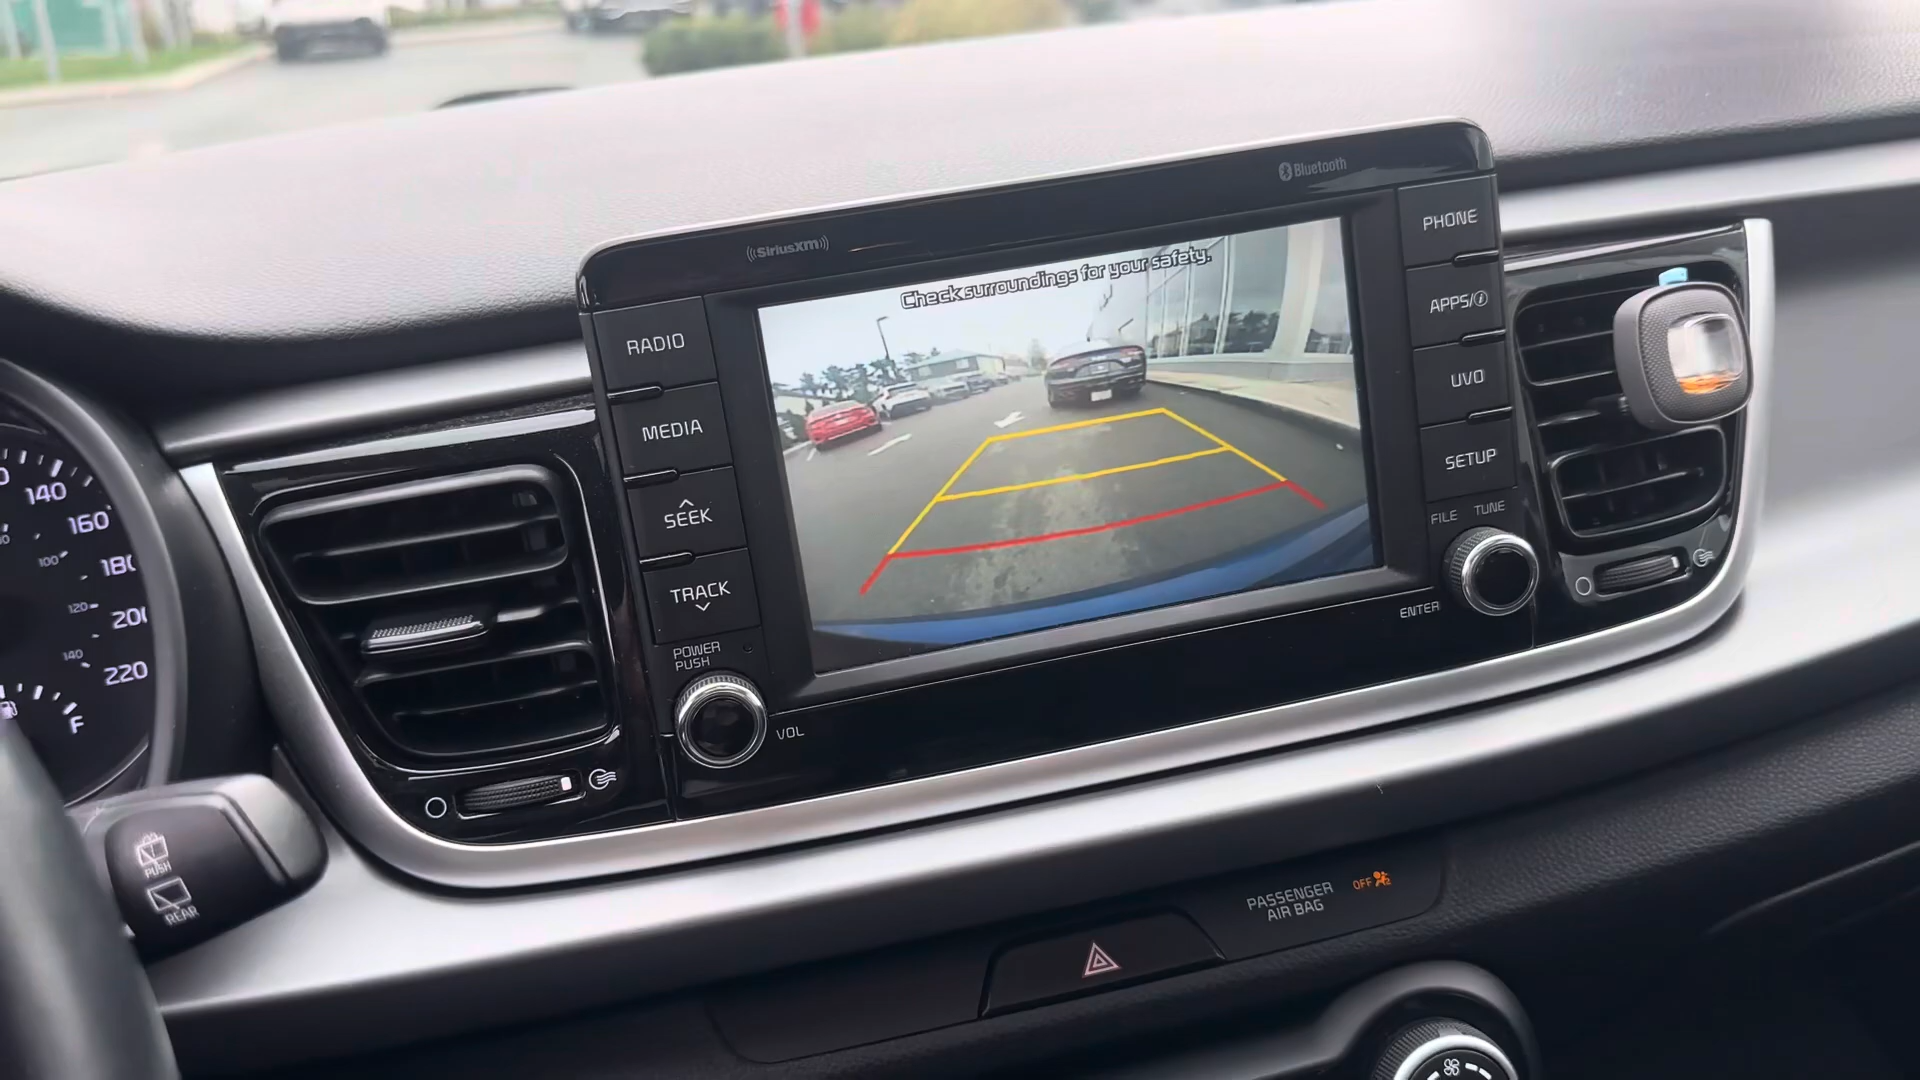 Bluetooth
((SiriusXM))
PHONE
Check surroundings for your safety.
RADIO
APPS/i
MEDIA
UVO
SEEK
SETUP
TRACK
FILE TUNE
POWER
PUSH
ENTER
VOL
140
160
100
180
120
200
140
220
F
PUSH
REAR
PASSENGER
AIR BAG
OFF
2